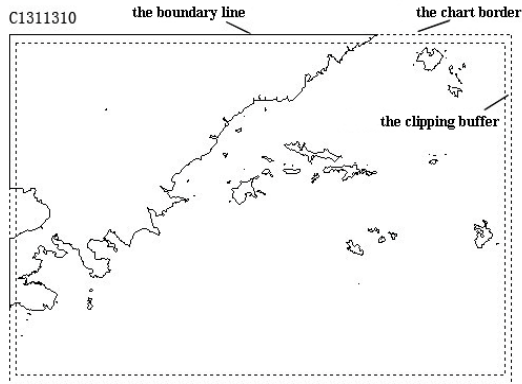 the boundary line
the chart border
C1311310
the clipping buffer